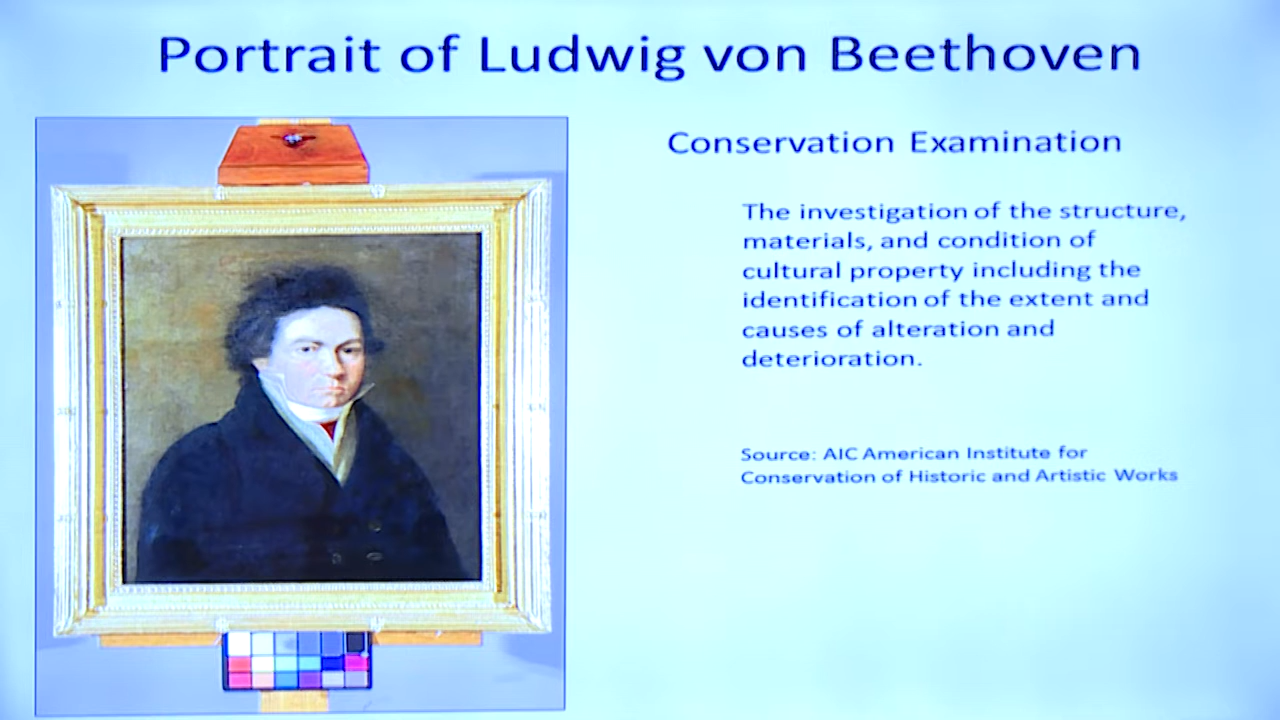 Portrait of Ludwig von Beethoven
Conservation Examination
The investigation of the structure,
materials, and condition of
cultural property including the
identification of the extent and
causes of alteration and
deterioration.
Source: AIC American Institute for
Conservation of Historic and Artistic Works